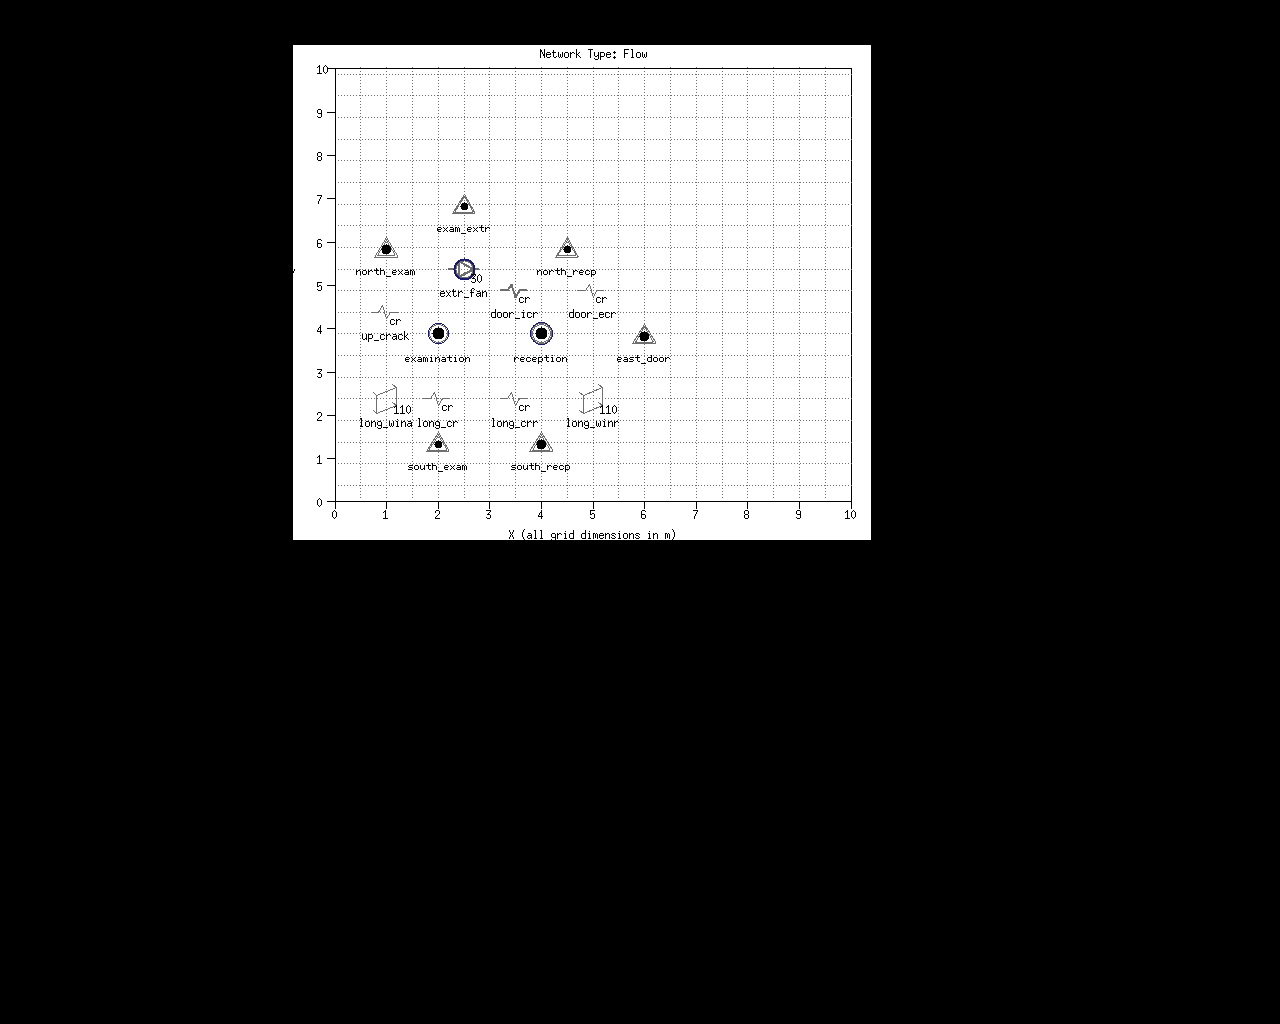 Network Type: Flow
10
9
8
7
exam_extr
6
north_exam
north_recp
30
extr_fan
5
cr
cr
door_icr
door_ecr
cr
up_crack
4
examination
reception
east_door
3
110
cr
cr
110
long_wina
long_cr
long_crr
long_winr
2
1
south_exam
south_recp
0
0 1 2 3 4 5 6 7 8 9 10
X (all grid dimensions in m)